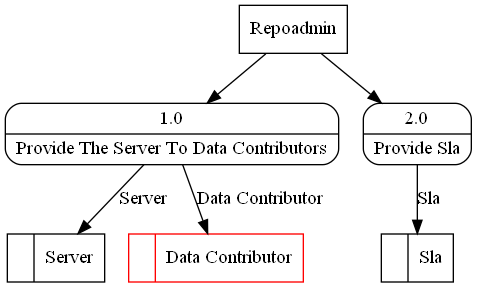 Repoadmin
1.0
Provide The Server To Data Contributors
2.0
Provide Sla
Server
Data Contributor
Sla
Server
Data Contributor
Sla